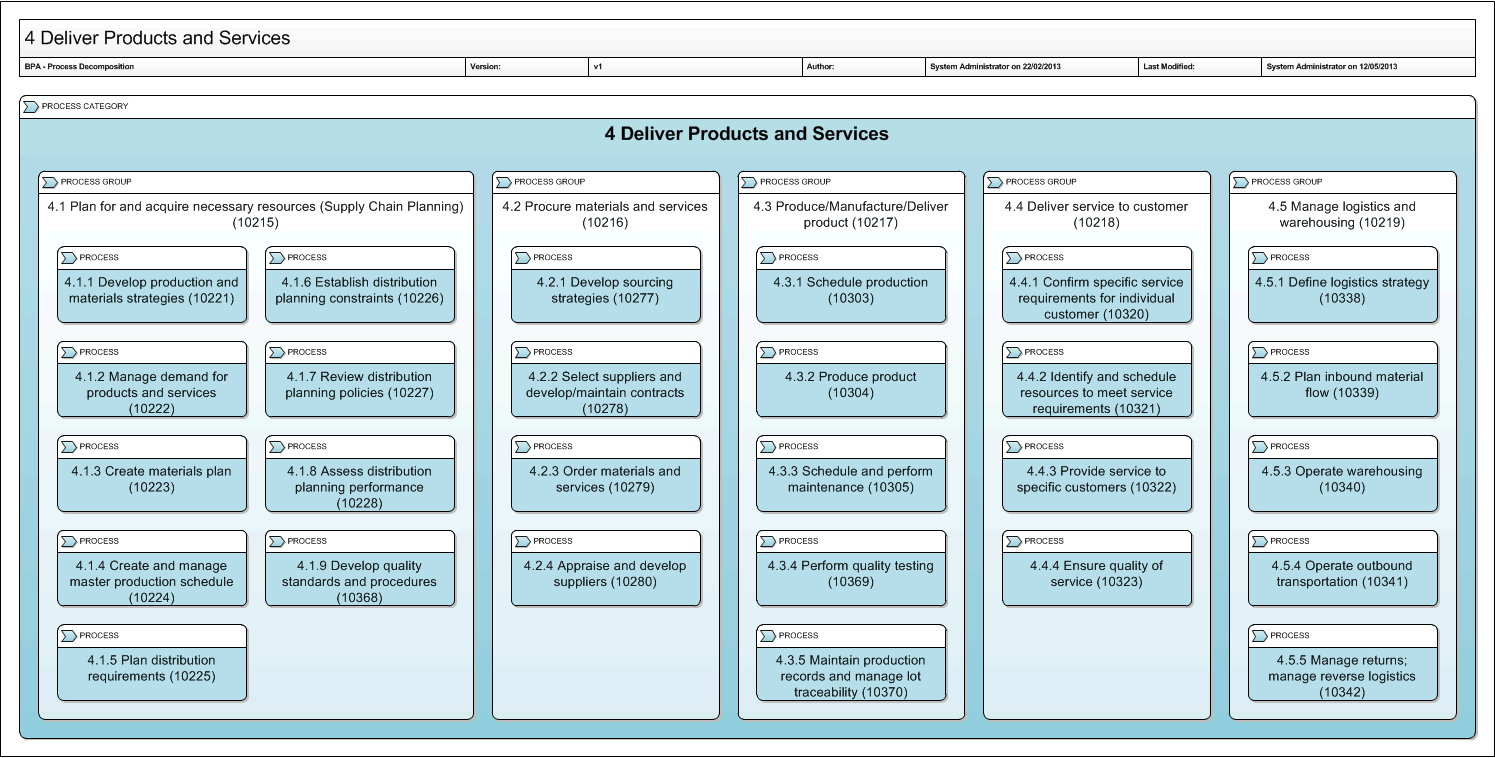 4 Deliver Products and Services
BPA - Process Decomposition
Version:
v1
Author:
System Administrator on 22/02/2013
Last Modified:
System Administrator on 12/05/2013
PROCESS CATEGORY
4 Deliver Products and Services
PROCESS GROUP
4.1 Plan for and acquire necessary resources (Supply Chain Planning)
(10215)
PROCESS
4.1.1 Develop production and
materials strategies (10221)
PROCESS
4.1.2 Manage demand for
products and services
(10222)
PROCESS
4.1.3 Create materials plan
(10223)
PROCESS
4.1.4 Create and manage
master production schedule
(10224)
PROCESS
4.1.5 Plan distribution
requirements (10225)
PROCESS
4.1.6 Establish distribution
planning constraints (10226)
PROCESS
4.1.7 Review distribution
planning policies (10227)
PROCESS
4.1.8 Assess distribution
planning performance
(10228)
PROCESS
4.1.9 Develop quality
standards and procedures
(10368)
PROCESS GROUP
4.2 Procure materials and services
(10216)
PROCESS
4.2.1 Develop sourcing
strategies (10277)
PROCESS
4.2.2 Select suppliers and
develop/maintain contracts
(10278)
PROCESS
4.2.3 Order materials and
services (10279)
PROCESS
4.2.4 Appraise and develop
suppliers (10280)
PROCESS GROUP
4.3 Produce/Manufacture/Deliver
product (10217)
PROCESS
4.3.1 Schedule production
(10303)
PROCESS
4.3.2 Produce product
(10304)
PROCESS
4.3.3 Schedule and perform
maintenance (10305)
PROCESS
4.3.4 Perform quality testing
(10369)
PROCESS
4.3.5 Maintain production
records and manage lot
traceability (10370)
PROCESS GROUP
4.4 Deliver service to customer
(10218)
PROCESS
4.4.1 Confirm specific service
requirements for individual
customer (10320)
PROCESS
4.4.2 Identify and schedule
resources to meet service
requirements (10321)
PROCESS
4.4.3 Provide service to
specific customers (10322)
PROCESS
4.4.4 Ensure quality of
service (10323)
PROCESS GROUP
4.5 Manage logistics and
warehousing (10219)
PROCESS
4.5.1 Define logistics strategy
(10338)
PROCESS
4.5.2 Plan inbound material
flow (10339)
PROCESS
4.5.3 Operate warehousing
(10340)
PROCESS
4.5.4 Operate outbound
transportation (10341)
PROCESS
4.5.5 Manage returns;
manage reverse logistics
(10342)